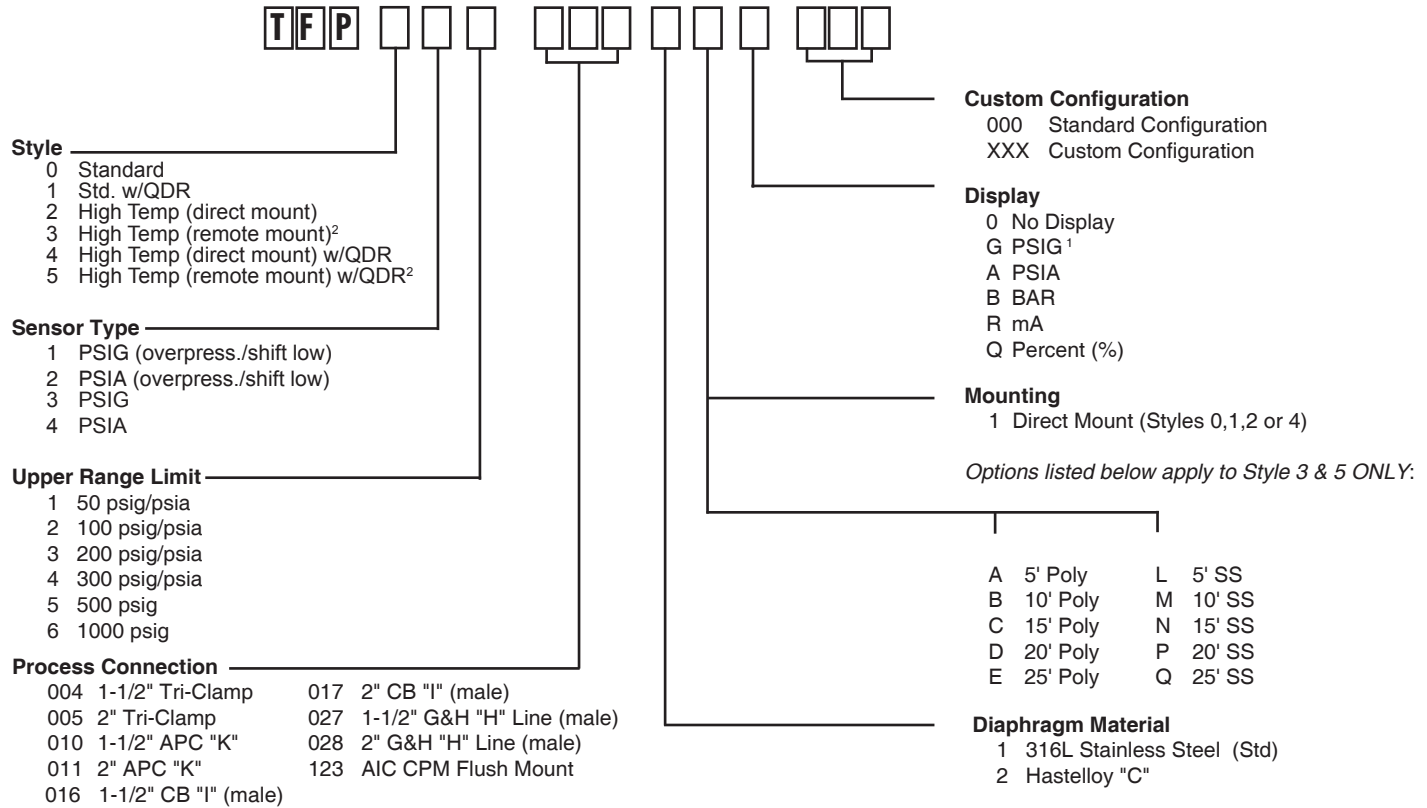 TFP
Style
0 Standard
1 Std. w/QDR
2 High Temp (direct mount)
3 High Temp (remote mount)²
4 High Temp (direct mount) w/QDR
5 High Temp (remote mount) w/QDR²
Sensor Type
1 PSIG (overpress./shift low)
2 PSIA (overpress./shift low)
3 PSIG
4 PSIA
Upper Range Limit
1 50 psig/psia
2 100 psig/psia
3 200 psig/psia
4 300 psig/psia
5 500 psig
6 1000 psig
Process Connection
004 1-1/2" Tri-Clamp
005 2" Tri-Clamp
010 1-1/2" APC "K"
011 2" APC "K"
016 1-1/2" CB "I" (male)
017 2" CB "I" (male)
027 1-1/2" G&H "H" Line (male)
028 2" G&H "H" Line (male)
123 AIC CPM Flush Mount
Custom Configuration
000 Standard Configuration
XXX Custom Configuration
Display
0 No Display
G PSIG ¹
A PSIA
B BAR
R mA
Q Percent (%)
Mounting
1 Direct Mount (Styles 0,1,2 or 4)
Options listed below apply to Style 3 & 5 ONLY:
A 5' Poly
B 10' Poly
C 15' Poly
D 20' Poly
E 25' Poly
L 5' SS
M 10' SS
N 15' SS
P 20' SS
Q 25' SS
Diaphragm Material
1 316L Stainless Steel (Std)
2 Hastelloy "C"